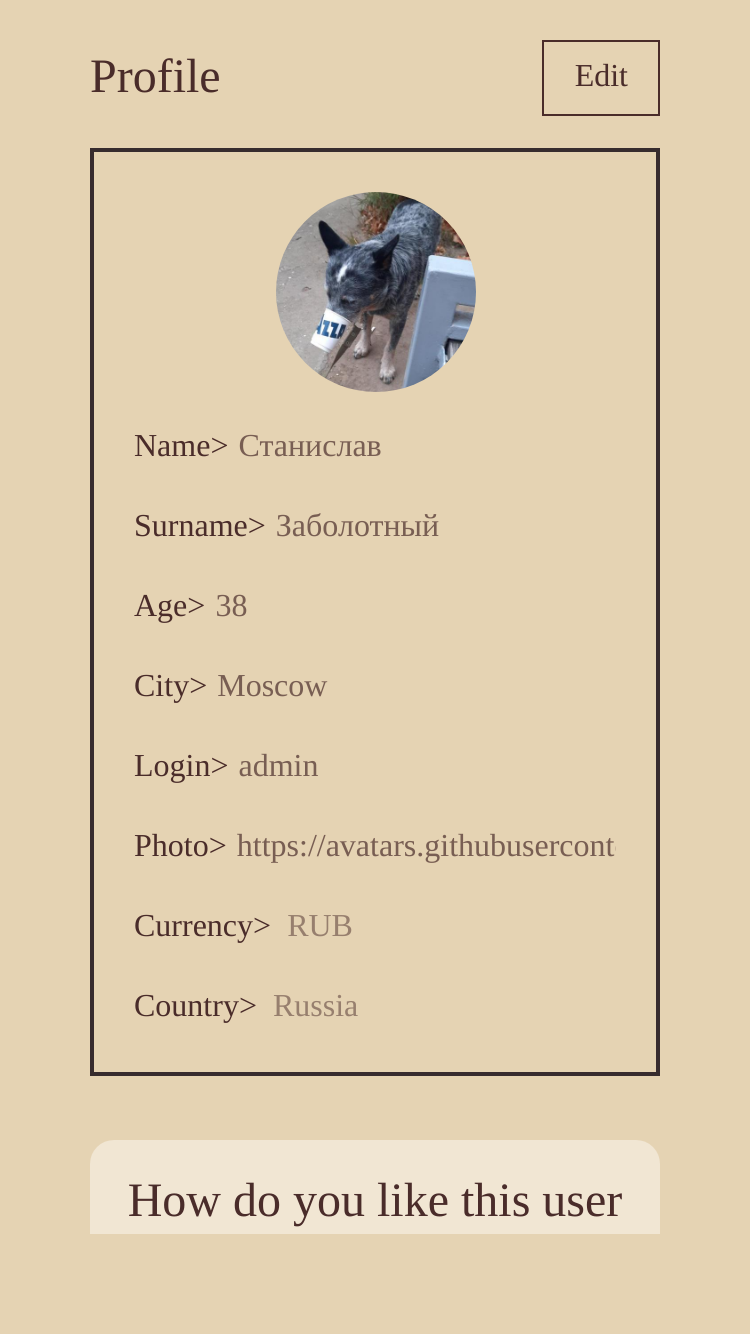 Profile
Edit
Name> Станислав
Surname> Заболотный
Age> 38
City> Moscow
Login> admin
Photo> https://avatars.githubusercont
Currency> RUB
Country> Russia
How do you like this user